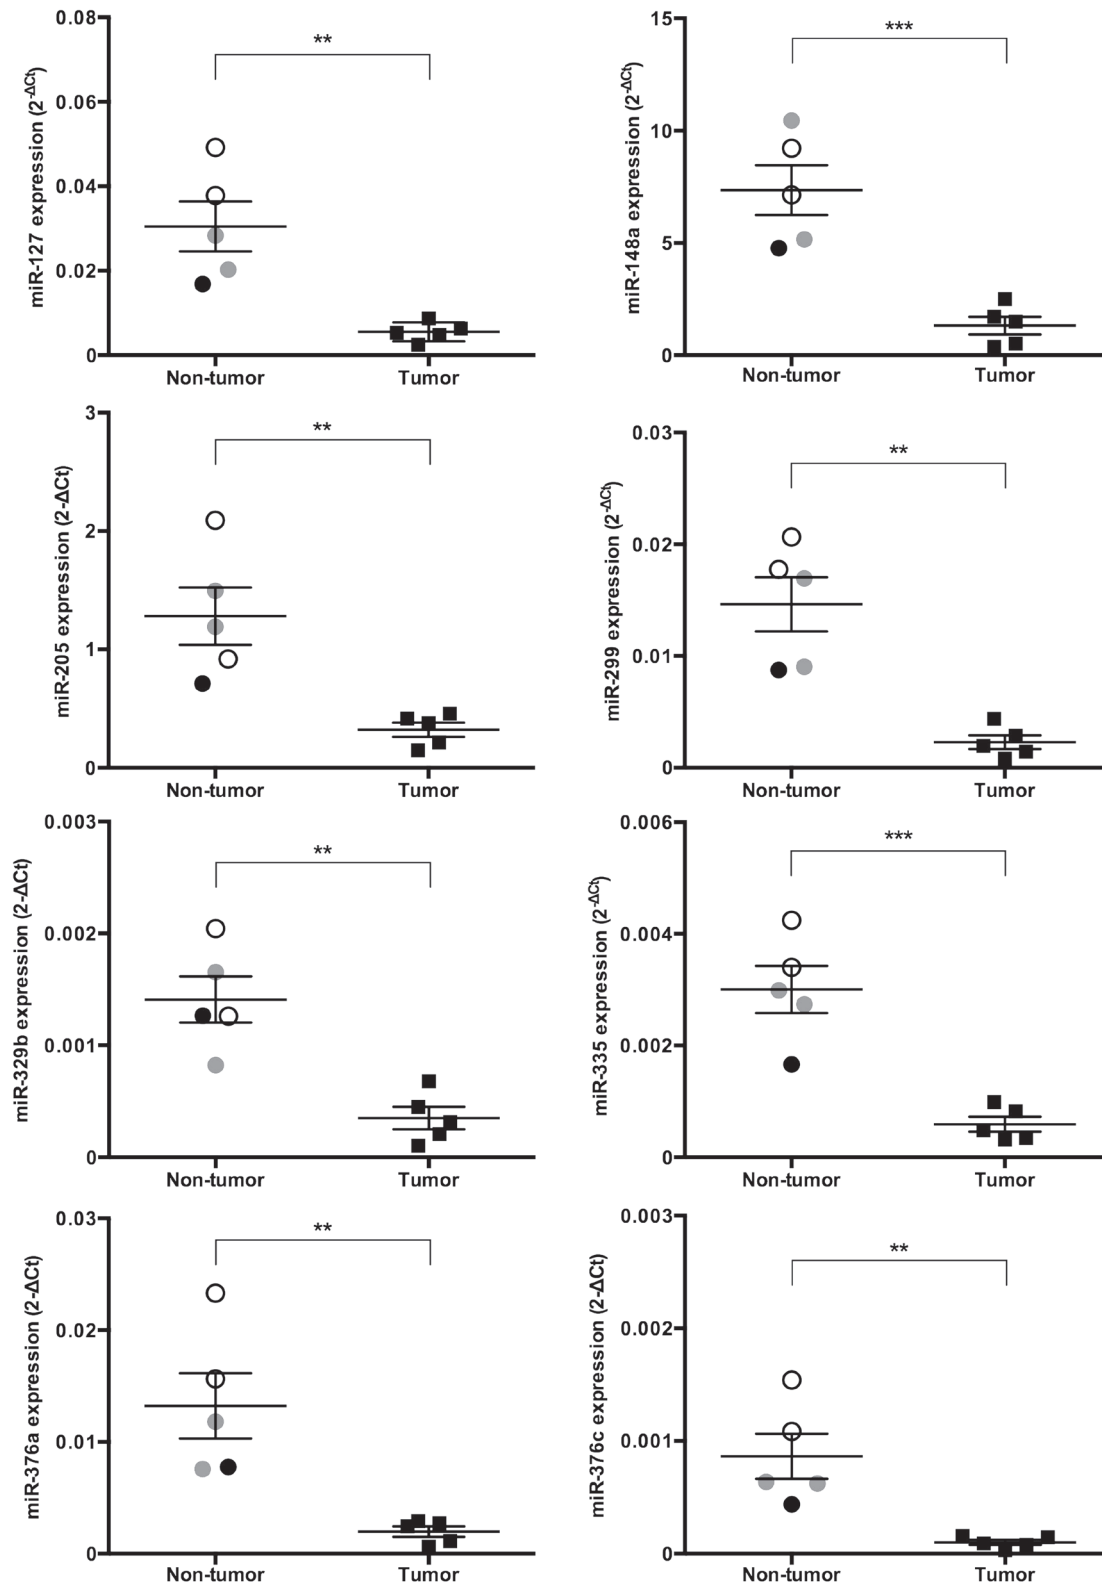 miR-127 expression (2-ΔCt)
0.08
0.06
0.04
0.02
0
**
Non-tumor Tumor
miR-148a expression (2-ΔCt)
15
10
5
0
***
Non-tumor Tumor
miR-205 expression (2-ΔCt)
3
2
1
0
**
Non-tumor Tumor
miR-299 expression (2-ΔCt)
0.03
0.02
0.01
0
**
Non-tumor Tumor
miR-329b expression (2-ΔCt)
0.003
0.002
0.001
0
**
Non-tumor Tumor
miR-335 expression (2-ΔCt)
0.006
0.004
0.002
0
***
Non-tumor Tumor
miR-376a expression (2-ΔCt)
0.03
0.02
0.01
0
**
Non-tumor Tumor
miR-376c expression (2-ΔCt)
0.003
0.002
0.001
0
**
Non-tumor Tumor